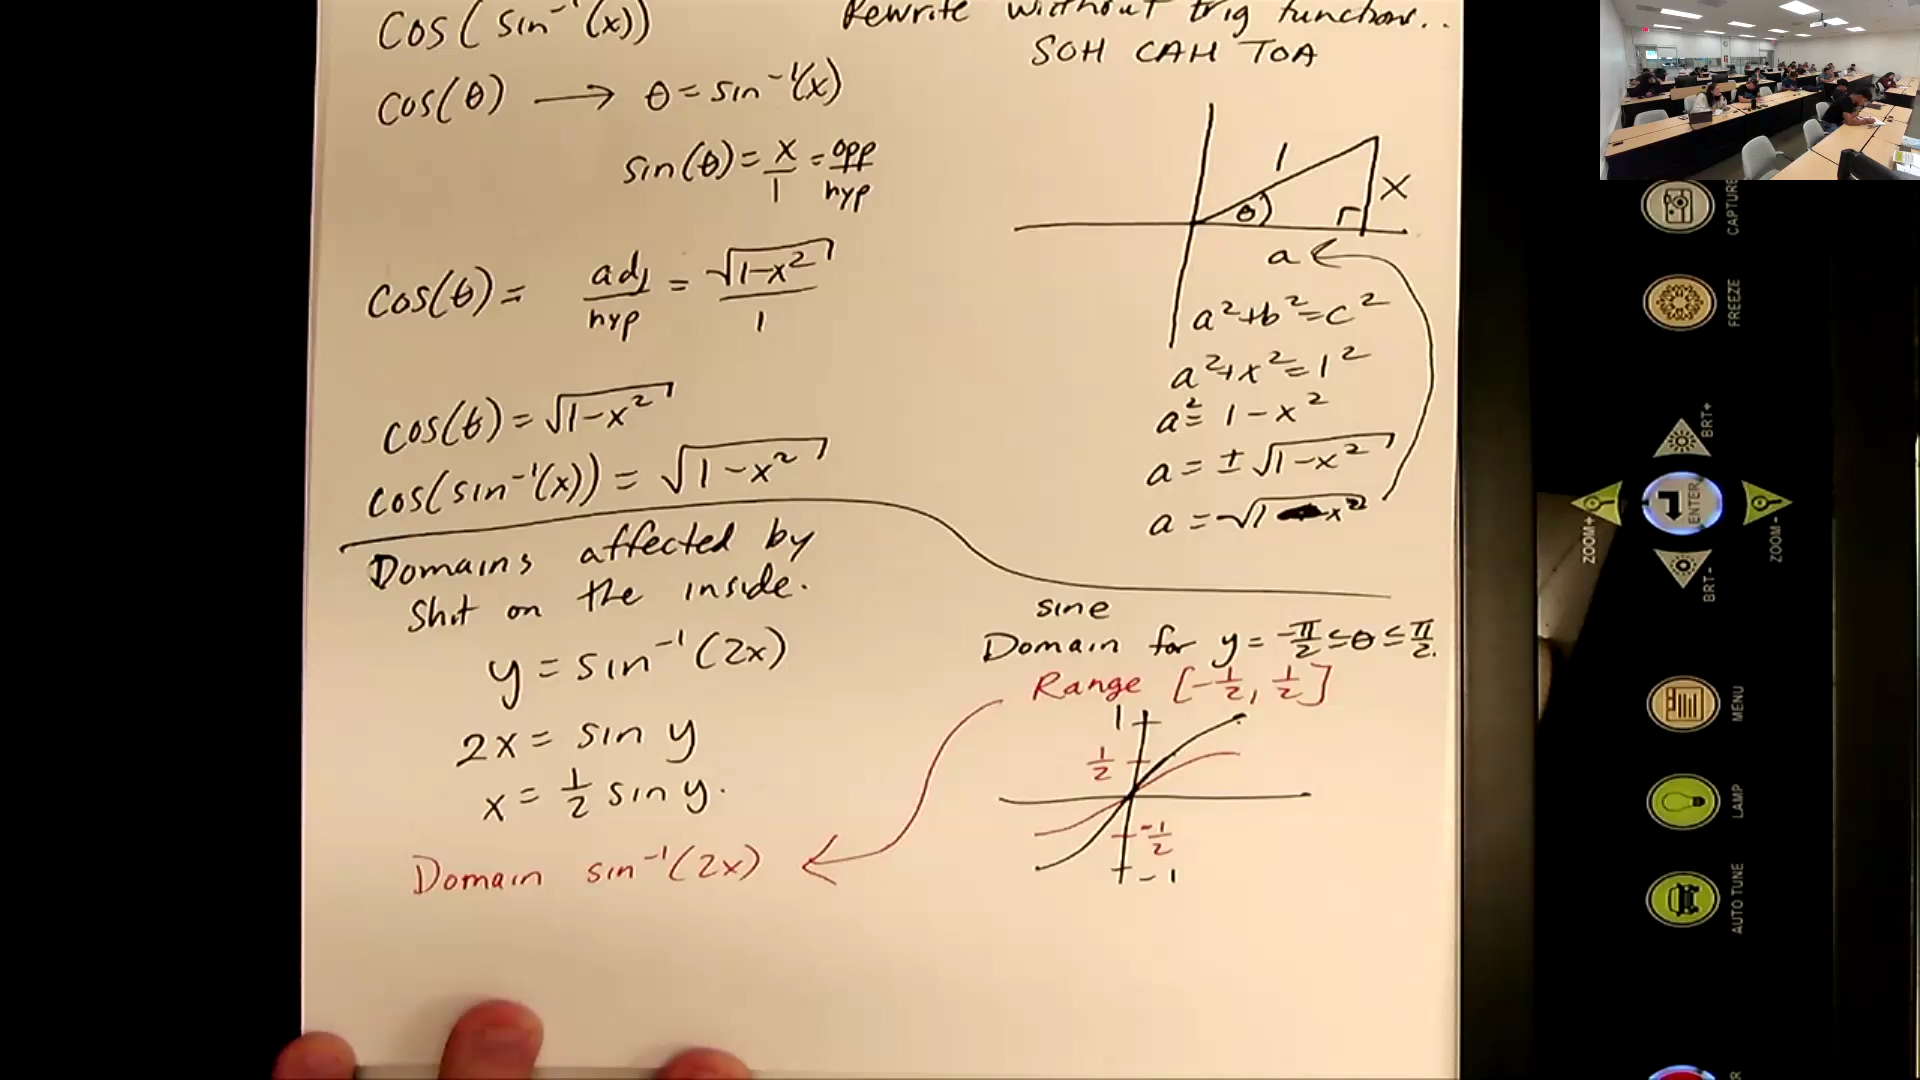 Cos(sin⁻¹(x))
Rewrite without trig functions..
SOH CAH TOA
cos(θ) → θ = sin⁻¹(x)
sin(θ) = x/1 = opp/hyp
1
x
θ
a
cos(θ) = adj/hyp = √(1-x²)/1
a²+b²=c²
a²+x²=1²
a²=1-x²
a = ±√(1-x²)
a = √(1-x²)
cos(θ) = √(1-x²)
cos(sin⁻¹(x)) = √(1-x²)
Domains affected by
Shit on the inside.
y = sin⁻¹(2x)
2x = sin y
x = 1/2 sin y.
Domain sin⁻¹(2x)
sine
Domain for y = -π/2 ≤ θ ≤ π/2.
Range [-1/2, 1/2]
1
1/2
-1/2
-1
CAPTURE
FREEZE
BRT+
ZOOM+
ENTER
ZOOM-
BRT-
MENU
LAMP
AUTO TUNE